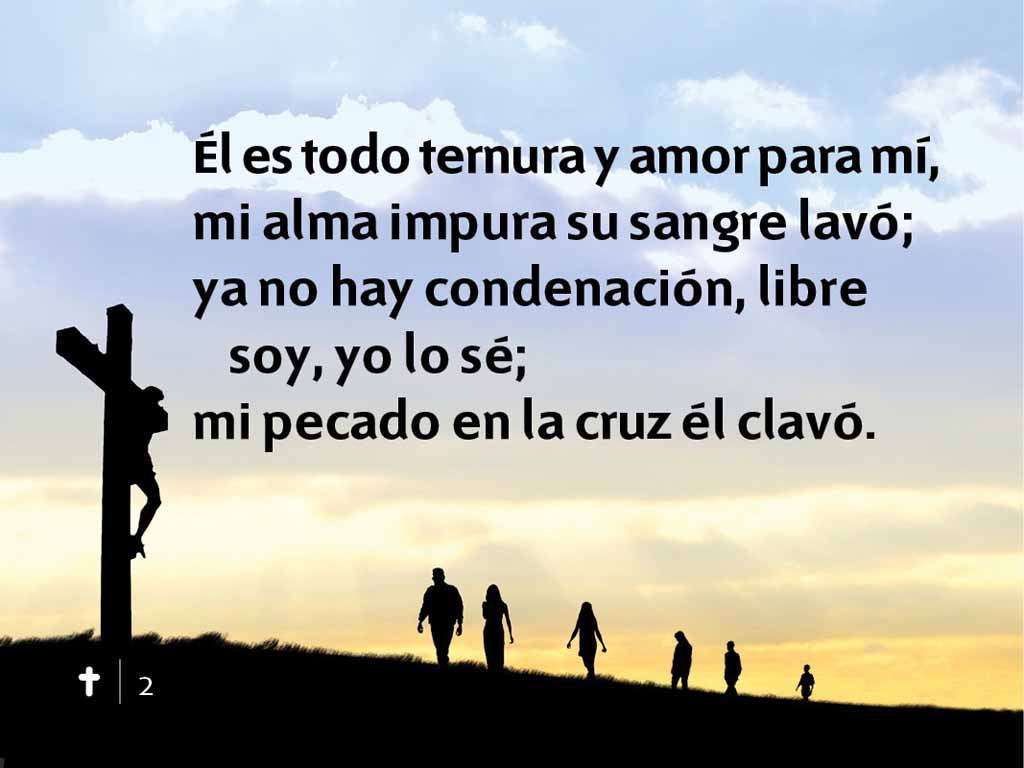 Él es todo ternura y amor para mí,
mi alma impura su sangre lavó;
ya no hay condenación, libre
soy, yo lo sé;
mi pecado en la cruz él clavó.
2